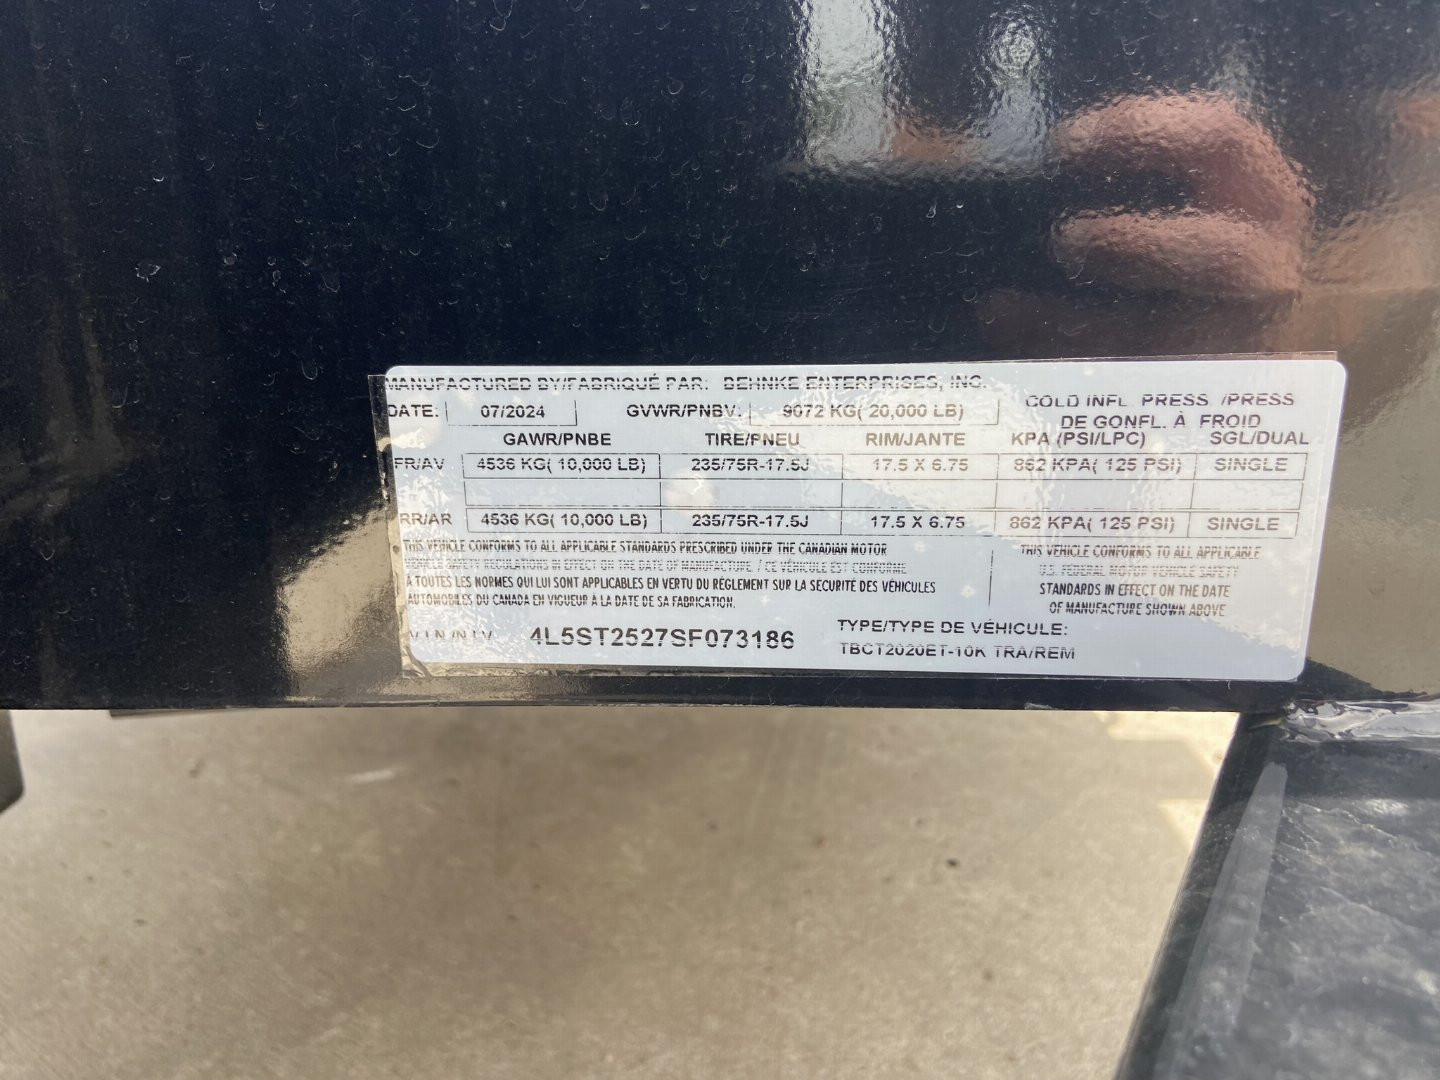 MANUFACTURED BY/FABRIQUÉ PAR: BEHNKE ENTERPRISES, INC.
DATE: 07/2024 GVWR/PNBV: 9072 KG( 20,000 LB) COLD INFL. PRESS. /PRESS
DE GONFL. À FROID
GAWR/PNBE TIRE/PNEU RIM/JANTE KPA (PSI/LPC) SGL/DUAL
FR/AV 4536 KG( 10,000 LB) 235/75R-17.5J 17.5 X 6.75 862 KPA( 125 PSI) SINGLE
RR/AR 4536 KG( 10,000 LB) 235/75R-17.5J 17.5 X 6.75 862 KPA( 125 PSI) SINGLE
THIS VEHICLE CONFORMS TO ALL APPLICABLE STANDARDS PRESCRIBED UNDER THE CANADIAN MOTOR
VEHICLE SAFETY REGULATIONS IN EFFECT ON THE DATE OF MANUFACTURE. / CE VÉHICULE EST CONFORME
A TOUTES LES NORMES QUI LUI SONT APPLICABLES EN VERTU DU RÈGLEMENT SUR LA SECURITÉ DES VÉHICULES
AUTOMOBILES DU CANADA EN VIGUEUR À LA DATE DE SA FABRICATION.
THIS VEHICLE CONFORMS TO ALL APPLICABLE
U.S. FEDERAL MOTOR VEHICLE SAFETY
STANDARDS IN EFFECT ON THE DATE
OF MANUFACTURE SHOWN ABOVE
V.I.N./N.I.V. 4L5ST2527SF073186
TYPE/TYPE DE VÉHICULE:
TBCT2020ET-10K TRA/REM